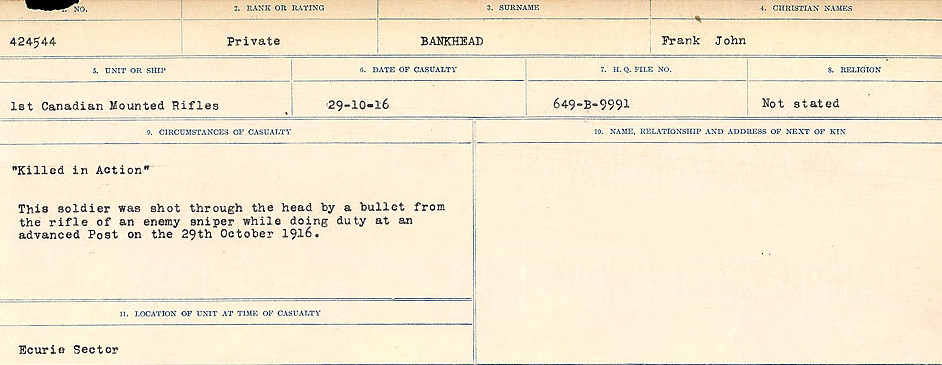 NO.
2. RANK OR RATING
3. SURNAME
4. CHRISTIAN NAMES
424544
Private
BANKHEAD
Frank John
5. UNIT OR SHIP
6. DATE OF CASUALTY
7. H.Q. FILE NO.
8. RELIGION
1st Canadian Mounted Rifles
29-10-16
649-B-9991
Not stated
9. CIRCUMSTANCES OF CASUALTY
10. NAME, RELATIONSHIP AND ADDRESS OF NEXT OF KIN
"Killed in Action"
This soldier was shot through the head by a bullet from
the rifle of an enemy sniper while doing duty at an
advanced Post on the 29th October 1916.
11. LOCATION OF UNIT AT TIME OF CASUALTY
Ecurie Sector